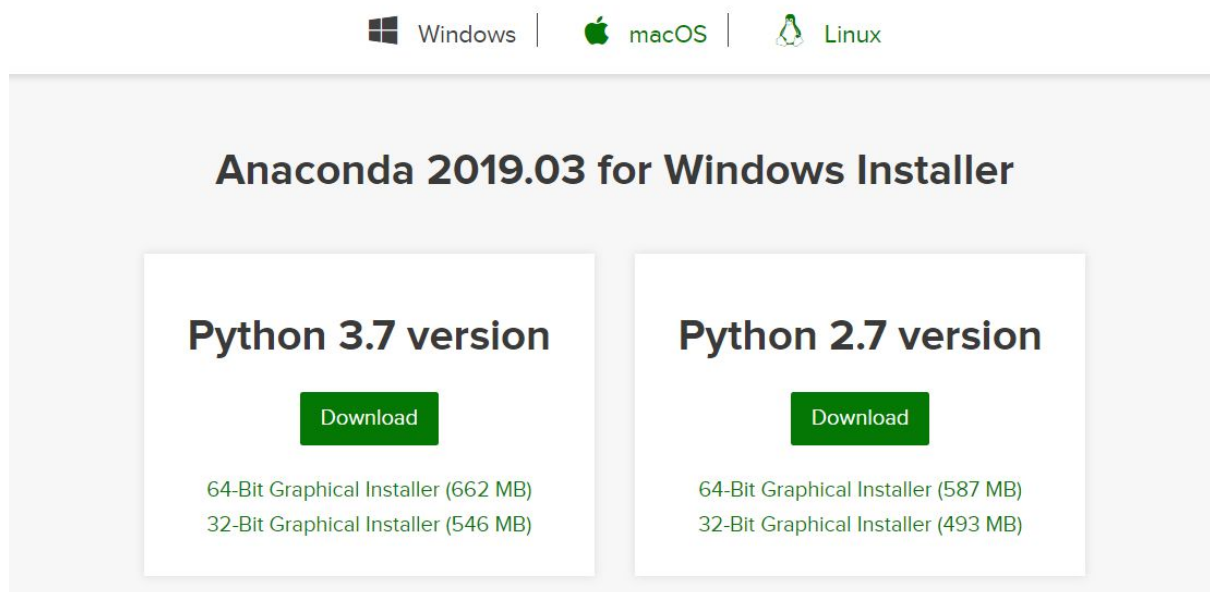 Windows macOS Linux
Anaconda 2019.03 for Windows Installer
Python 3.7 version
Download
64-Bit Graphical Installer (662 MB)
32-Bit Graphical Installer (546 MB)
Python 2.7 version
Download
64-Bit Graphical Installer (587 MB)
32-Bit Graphical Installer (493 MB)